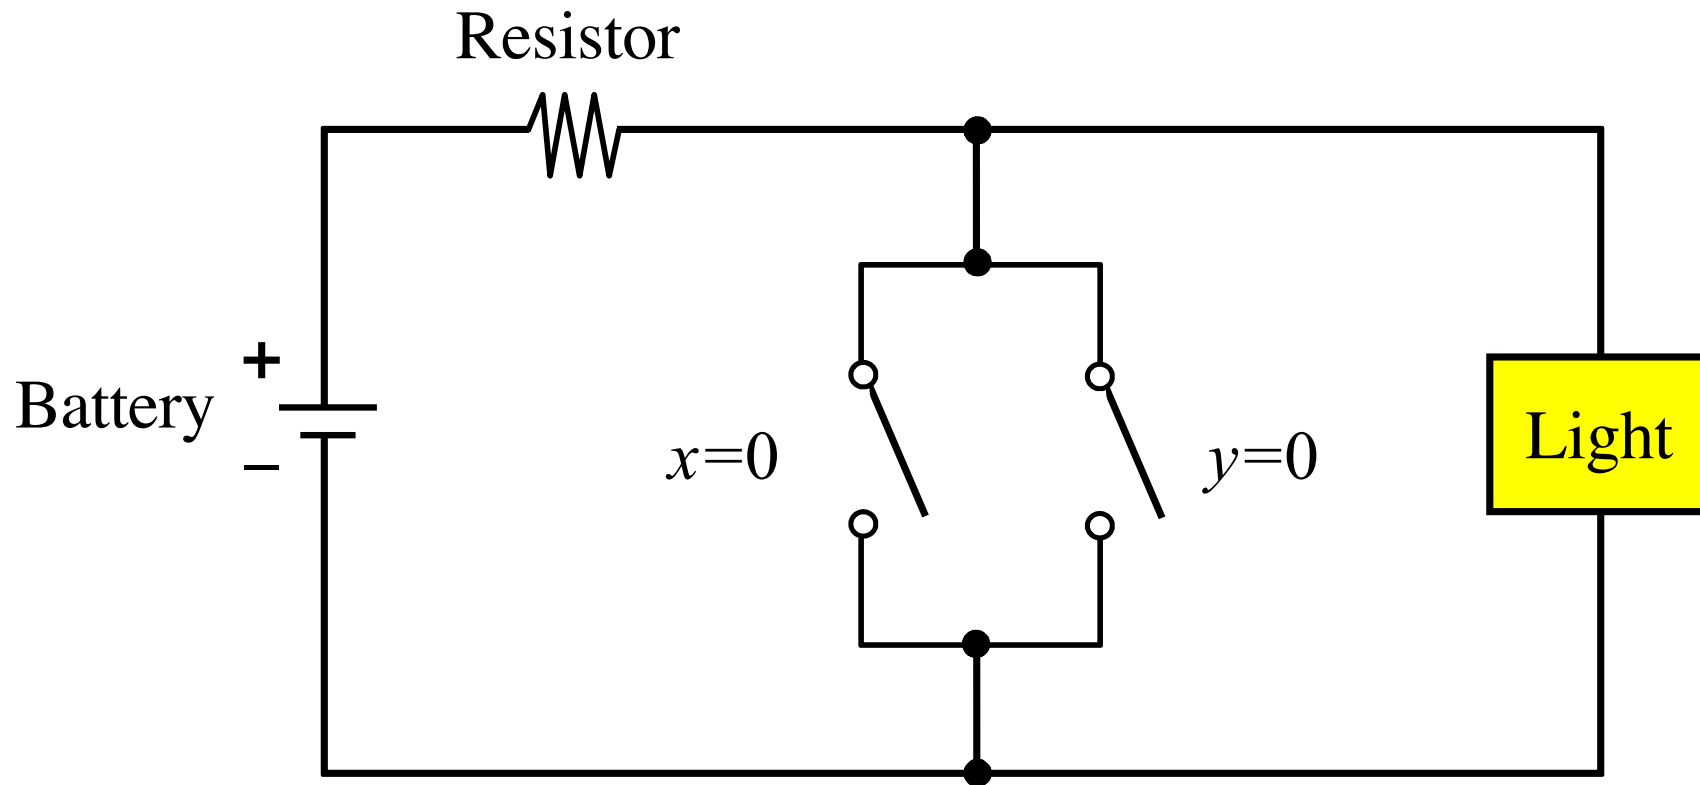 Resistor
+
Battery
–
x=0
y=0
Light